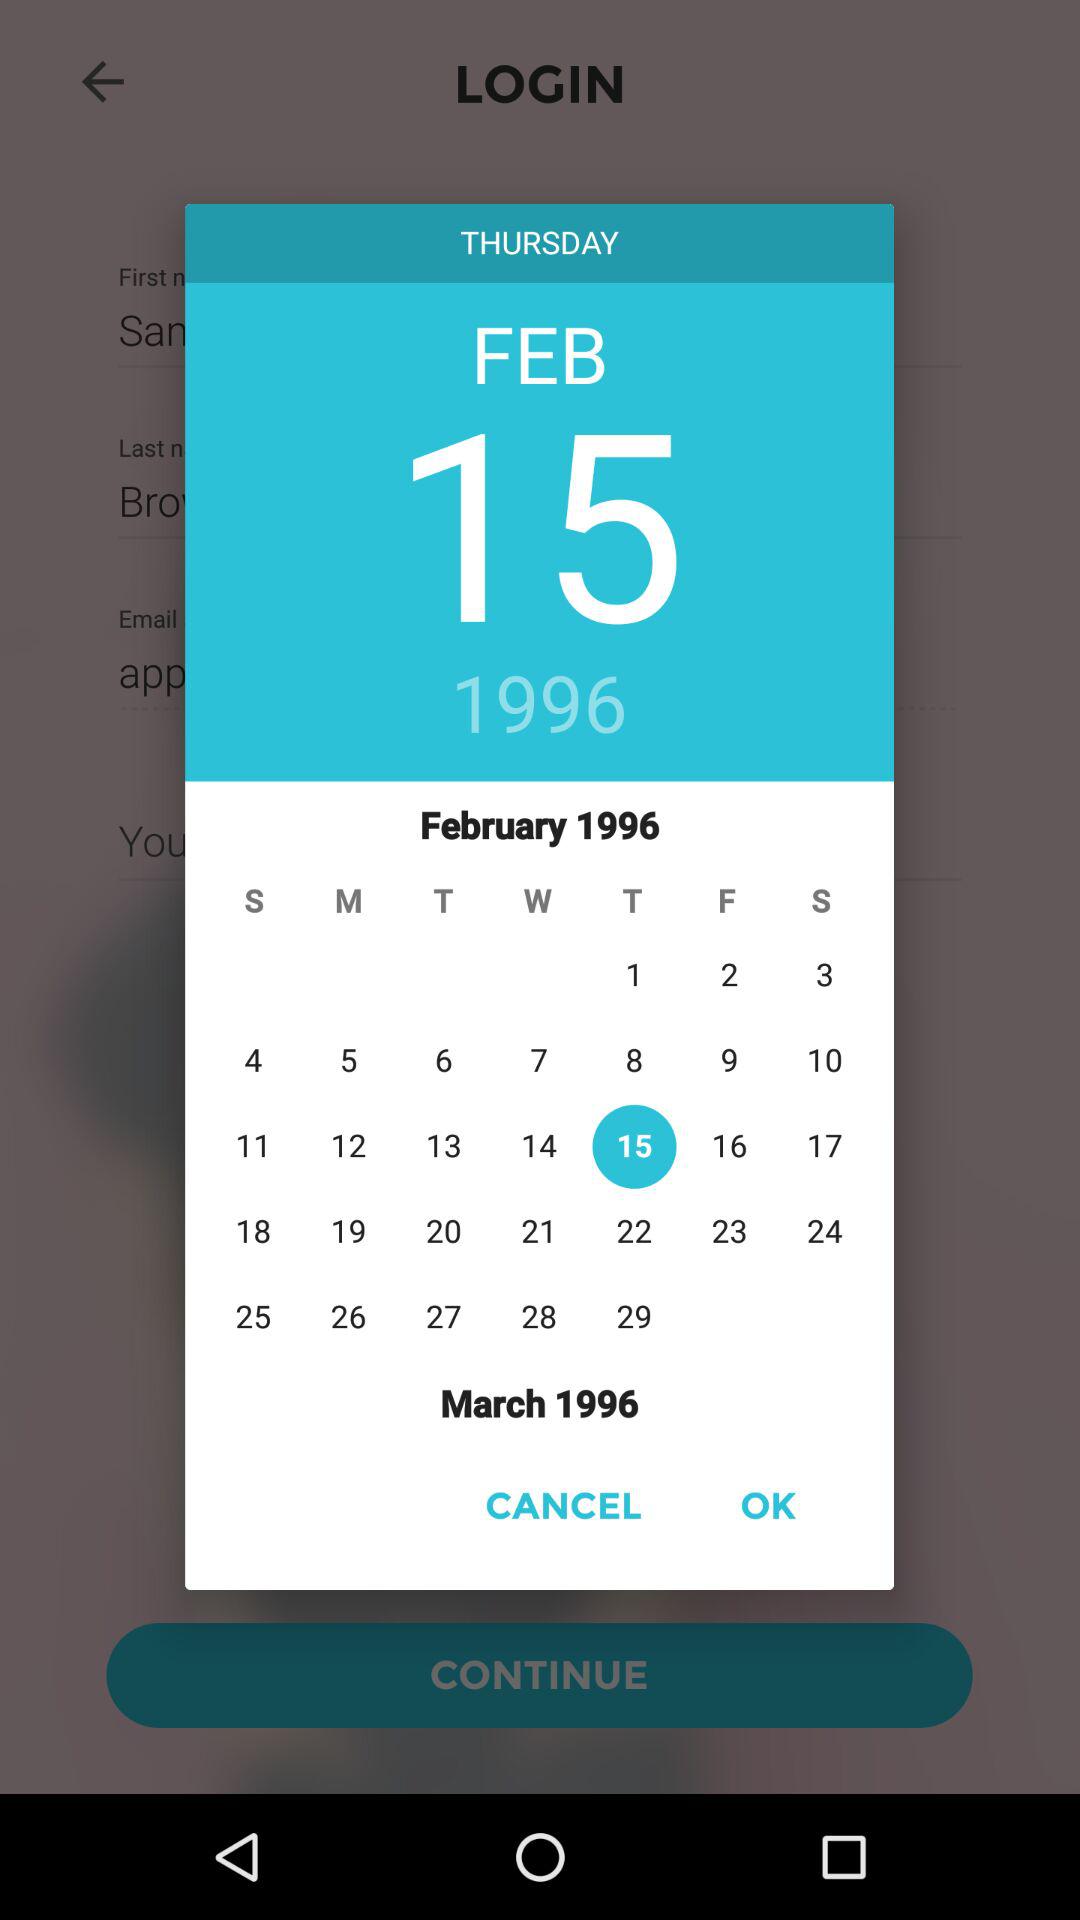 LOGIN
THURSDAY
First n
San
FEB
15
1996
Last n
Bro
Email
app
You
February 1996
S M T W T F S
1 2 3
4 5 6 7 8 9 10
11 12 13 14 15 16 17
18 19 20 21 22 23 24
25 26 27 28 29
March 1996
CANCEL OK
CONTINUE